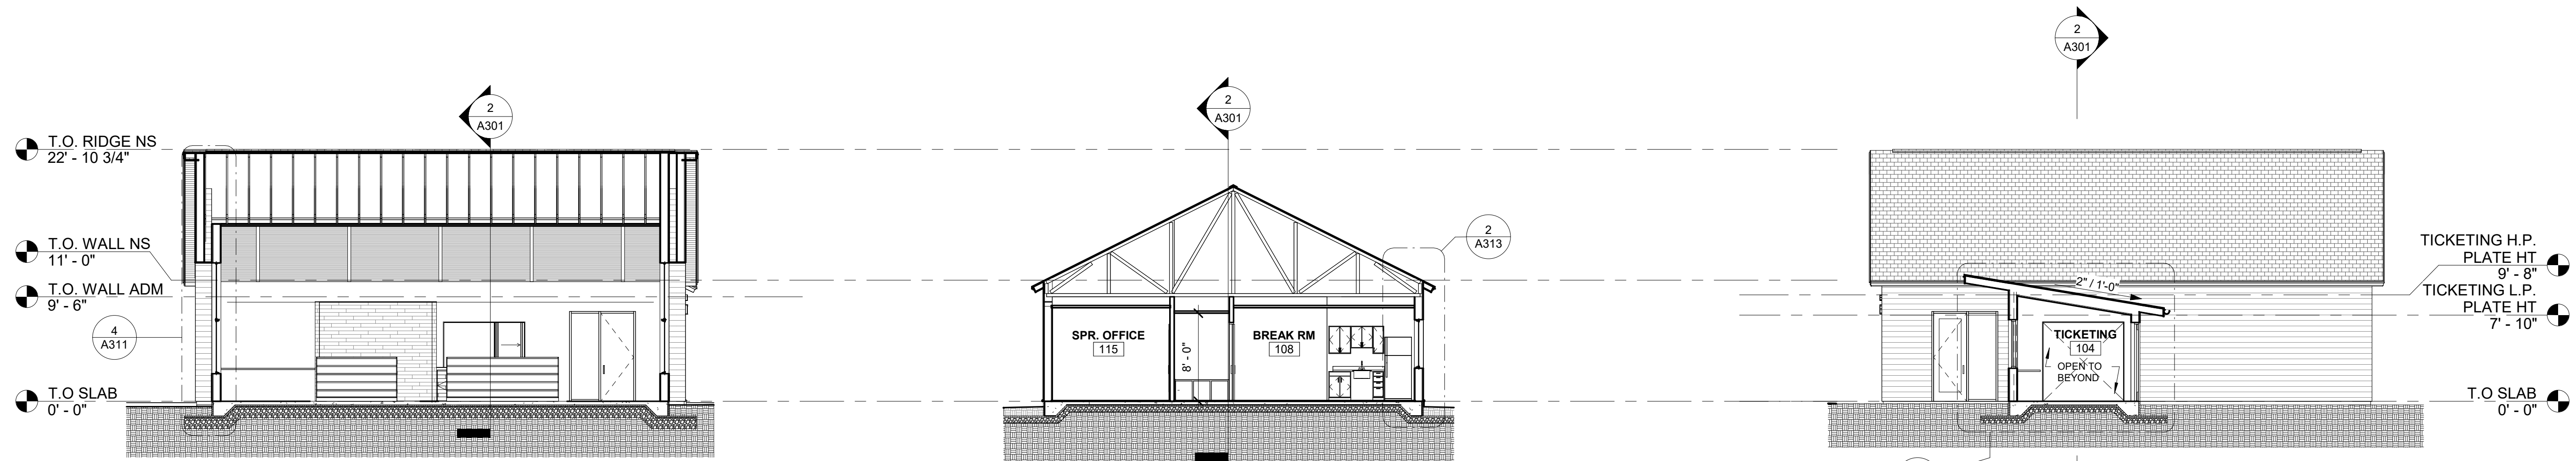 2
A301
T.O. RIDGE NS
22' - 10 3/4"
T.O. WALL NS
11' - 0"
T.O. WALL ADM
9' - 6"
4
A311
T.O SLAB
0' - 0"
2
A301
2
A313
SPR. OFFICE
115
8' - 0"
BREAK RM
108
2
A301
2" / 1'-0"
TICKETING
104
OPEN TO
BEYOND
TICKETING H.P.
PLATE HT
9' - 8"
TICKETING L.P.
PLATE HT
7' - 10"
T.O SLAB
0' - 0"